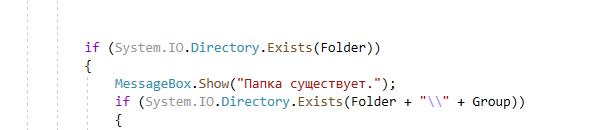 if (System.IO.Directory.Exists(Folder))
{
MessageBox.Show("Папка существует.");
if (System.IO.Directory.Exists(Folder + "\\" + Group))
{